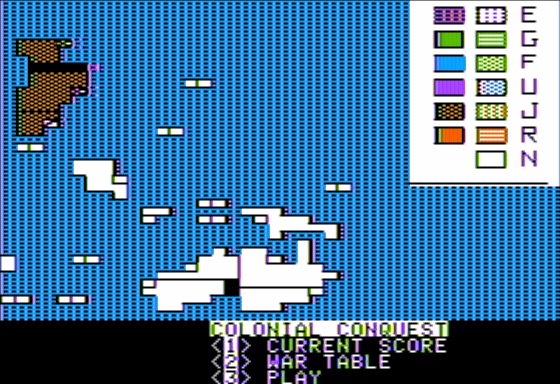 E
G
F
U
J
R
N
COLONIAL CONQUEST
<1> CURRENT SCORE
<2> WAR TABLE
<3> PLAY